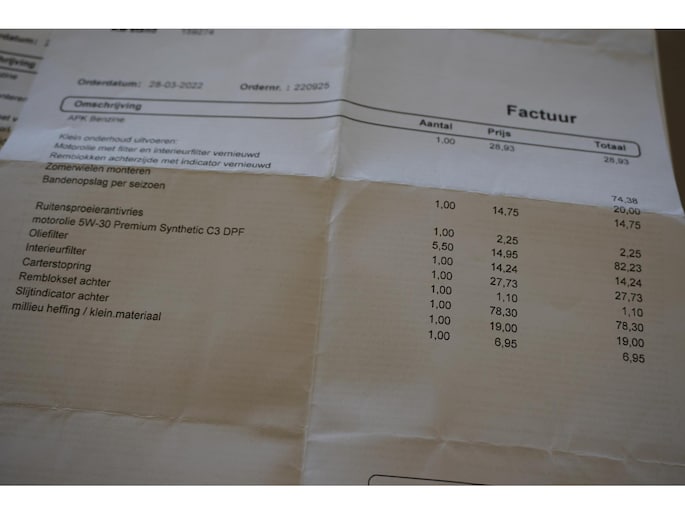 159274
Orderdatum: 28-03-2022 Ordernr. : 220925
Factuur
Omschrijving Aantal Prijs Totaal
APK Benzine 1,00 28,93 28,93
Klein onderhoud uitvoeren:
Motorolie met filter en interieurfilter vernieuwd
Remblokken achterzijde met indicator vernieuwd 74,38
Zomerwielen monteren 20,00
Bandenopslag per seizoen 1,00 14,75 14,75
Ruitensproeierantivries 1,00 2,25 2,25
motorolie 5W-30 Premium Synthetic C3 DPF 5,50 14,95 82,23
Oliefilter 1,00 14,24 14,24
Interieurfilter 1,00 27,73 27,73
Carterstopring 1,00 1,10 1,10
Remblokset achter 1,00 78,30 78,30
Slijtindicator achter 1,00 19,00 19,00
millieu heffing / klein.materiaal 1,00 6,95 6,95